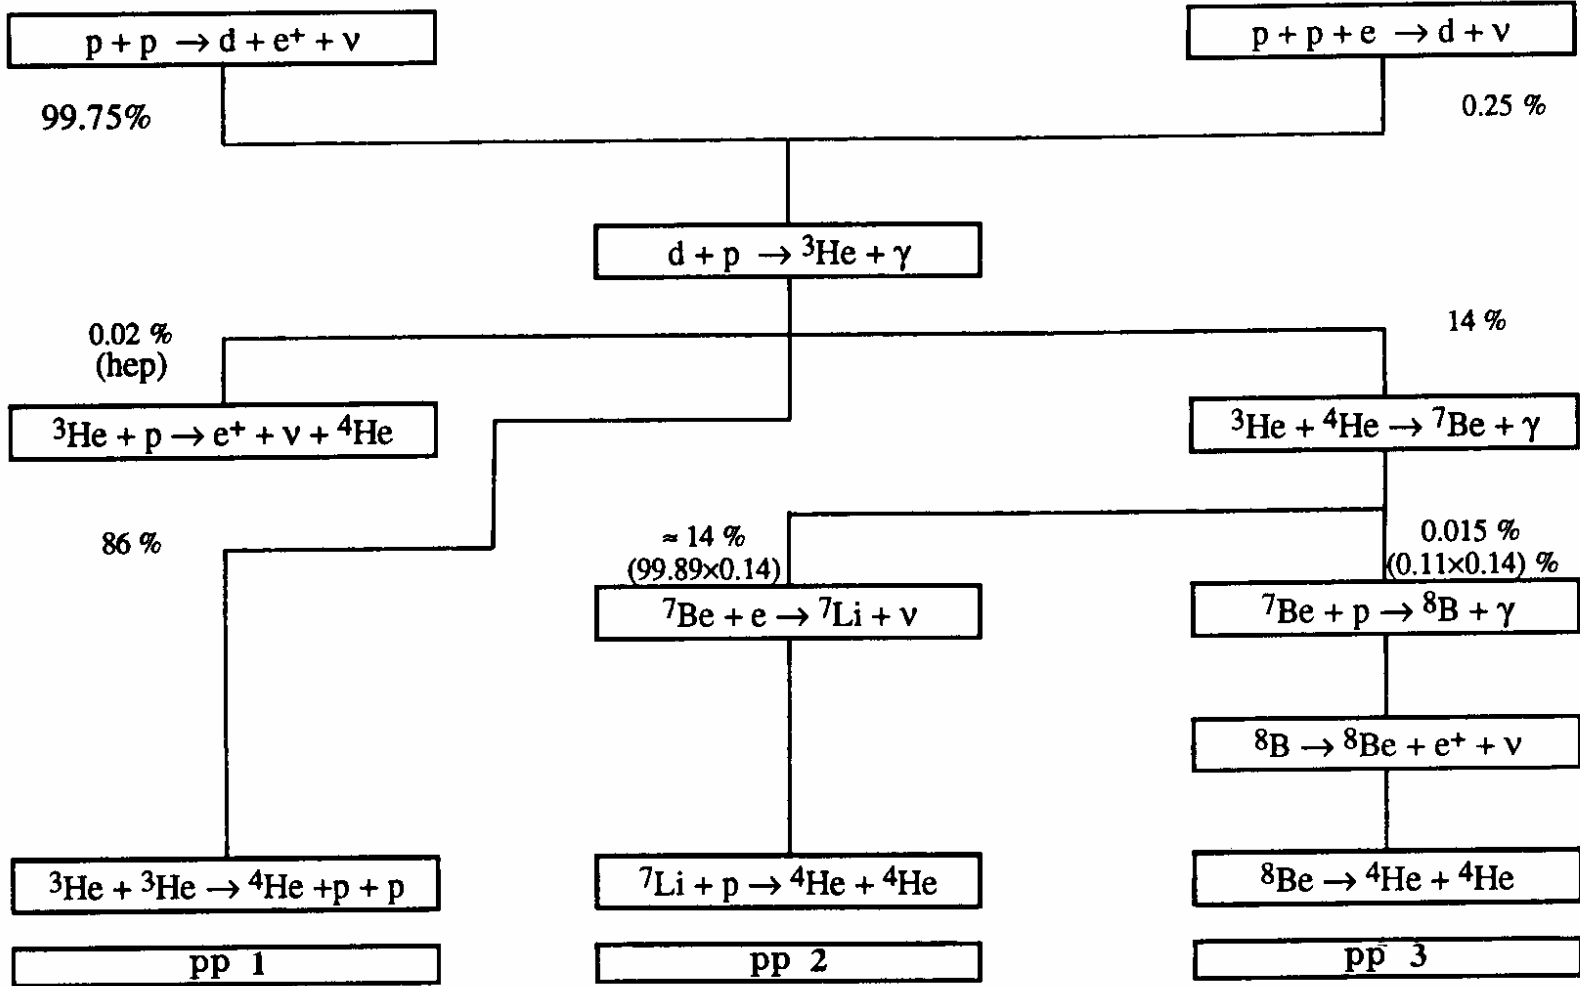 p + p → d + e⁺ + ν
p + p + e → d + ν
99.75%
0.25 %
d + p → ³He + γ
0.02 %
(hep)
14 %
³He + p → e⁺ + ν + ⁴He
³He + ⁴He → ⁷Be + γ
86 %
≈ 14 %
(99.89×0.14)
0.015 %
(0.11×0.14) %
⁷Be + e → ⁷Li + ν
⁷Be + p → ⁸B + γ
⁸B → ⁸Be + e⁺ + ν
³He + ³He → ⁴He +p + p
⁷Li + p → ⁴He + ⁴He
⁸Be → ⁴He + ⁴He
pp 1
pp 2
pp 3